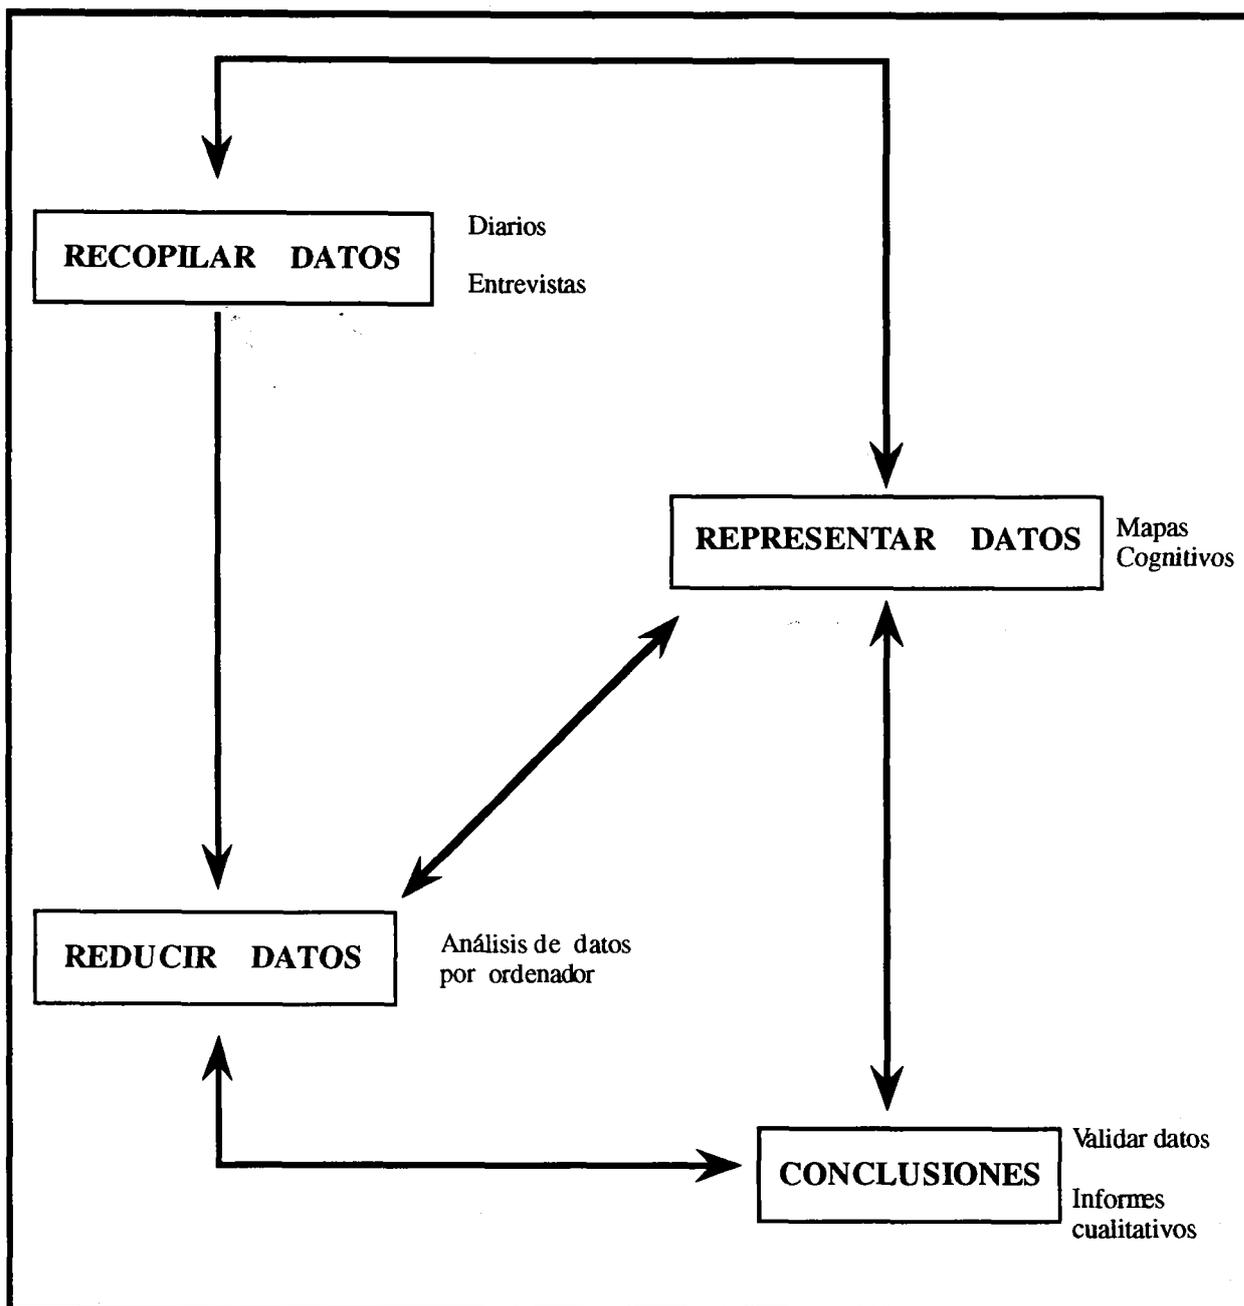 RECOPILAR DATOS
Diarios
Entrevistas
REPRESENTAR DATOS
Mapas
Cognitivos
REDUCIR DATOS
Análisis de datos
por ordenador
CONCLUSIONES
Validar datos
Informes
cualitativos